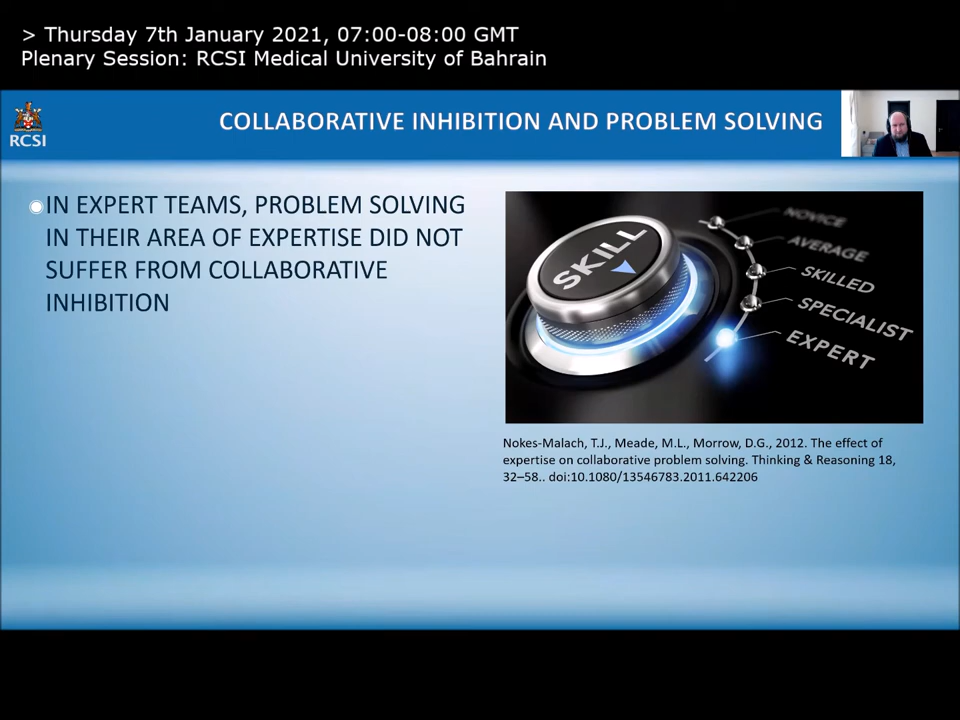 > Thursday 7th January 2021, 07:00-08:00 GMT
Plenary Session: RCSI Medical University of Bahrain
RCSI
COLLABORATIVE INHIBITION AND PROBLEM SOLVING
IN EXPERT TEAMS, PROBLEM SOLVING
IN THEIR AREA OF EXPERTISE DID NOT
SUFFER FROM COLLABORATIVE
INHIBITION
SKILL
NOVICE
AVERAGE
SKILLED
SPECIALIST
EXPERT
Nokes-Malach, T.J., Meade, M.L., Morrow, D.G., 2012. The effect of
expertise on collaborative problem solving. Thinking & Reasoning 18,
32–58.. doi:10.1080/13546783.2011.642206